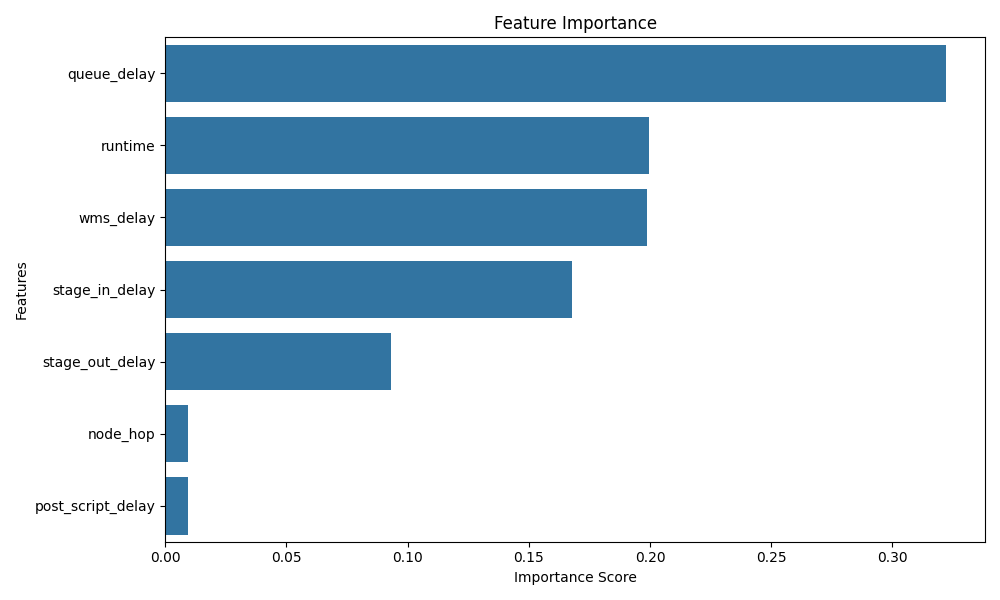 Feature Importance
Features
queue_delay
runtime
wms_delay
stage_in_delay
stage_out_delay
node_hop
post_script_delay
0.00 0.05 0.10 0.15 0.20 0.25 0.30
Importance Score